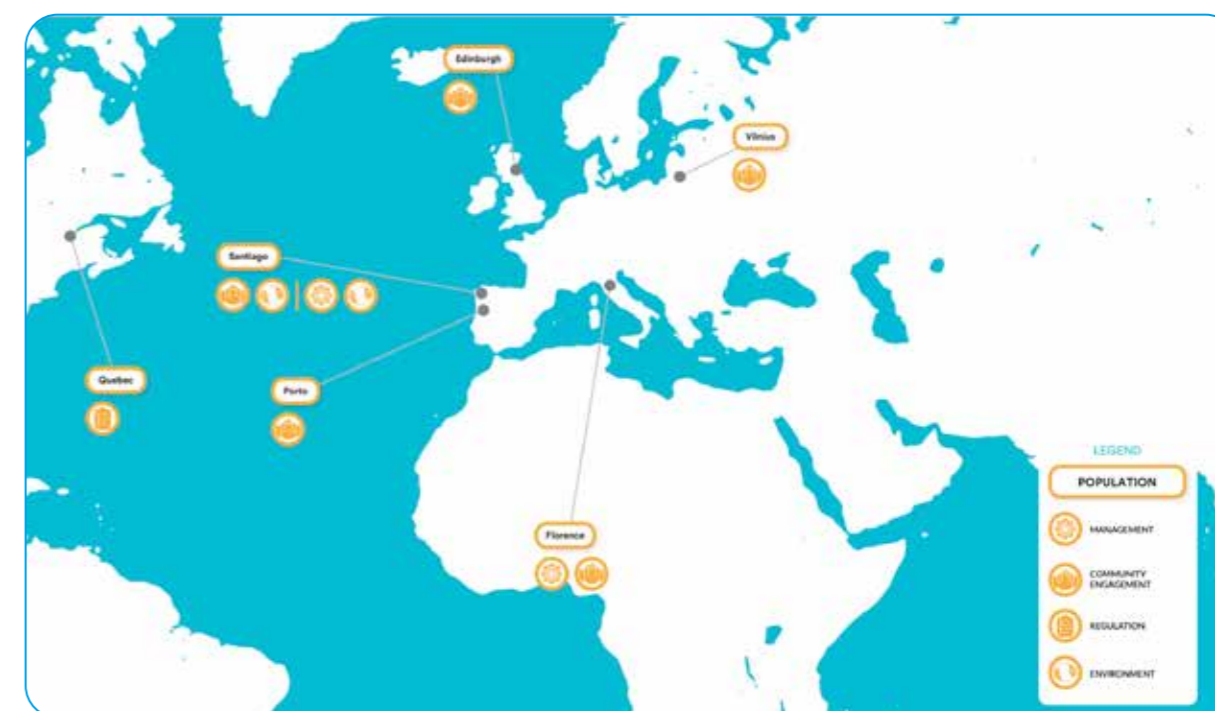 Edinburgh
Vilnius
Santiago
Quebec
Porto
Florence
LEGEND
POPULATION
MANAGEMENT
COMMUNITY
ENGAGEMENT
REGULATION
ENVIRONMENT